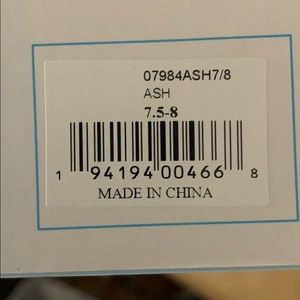 07984ASH7/8
ASH
7.5-8
1 94194 00466 8
MADE IN CHINA